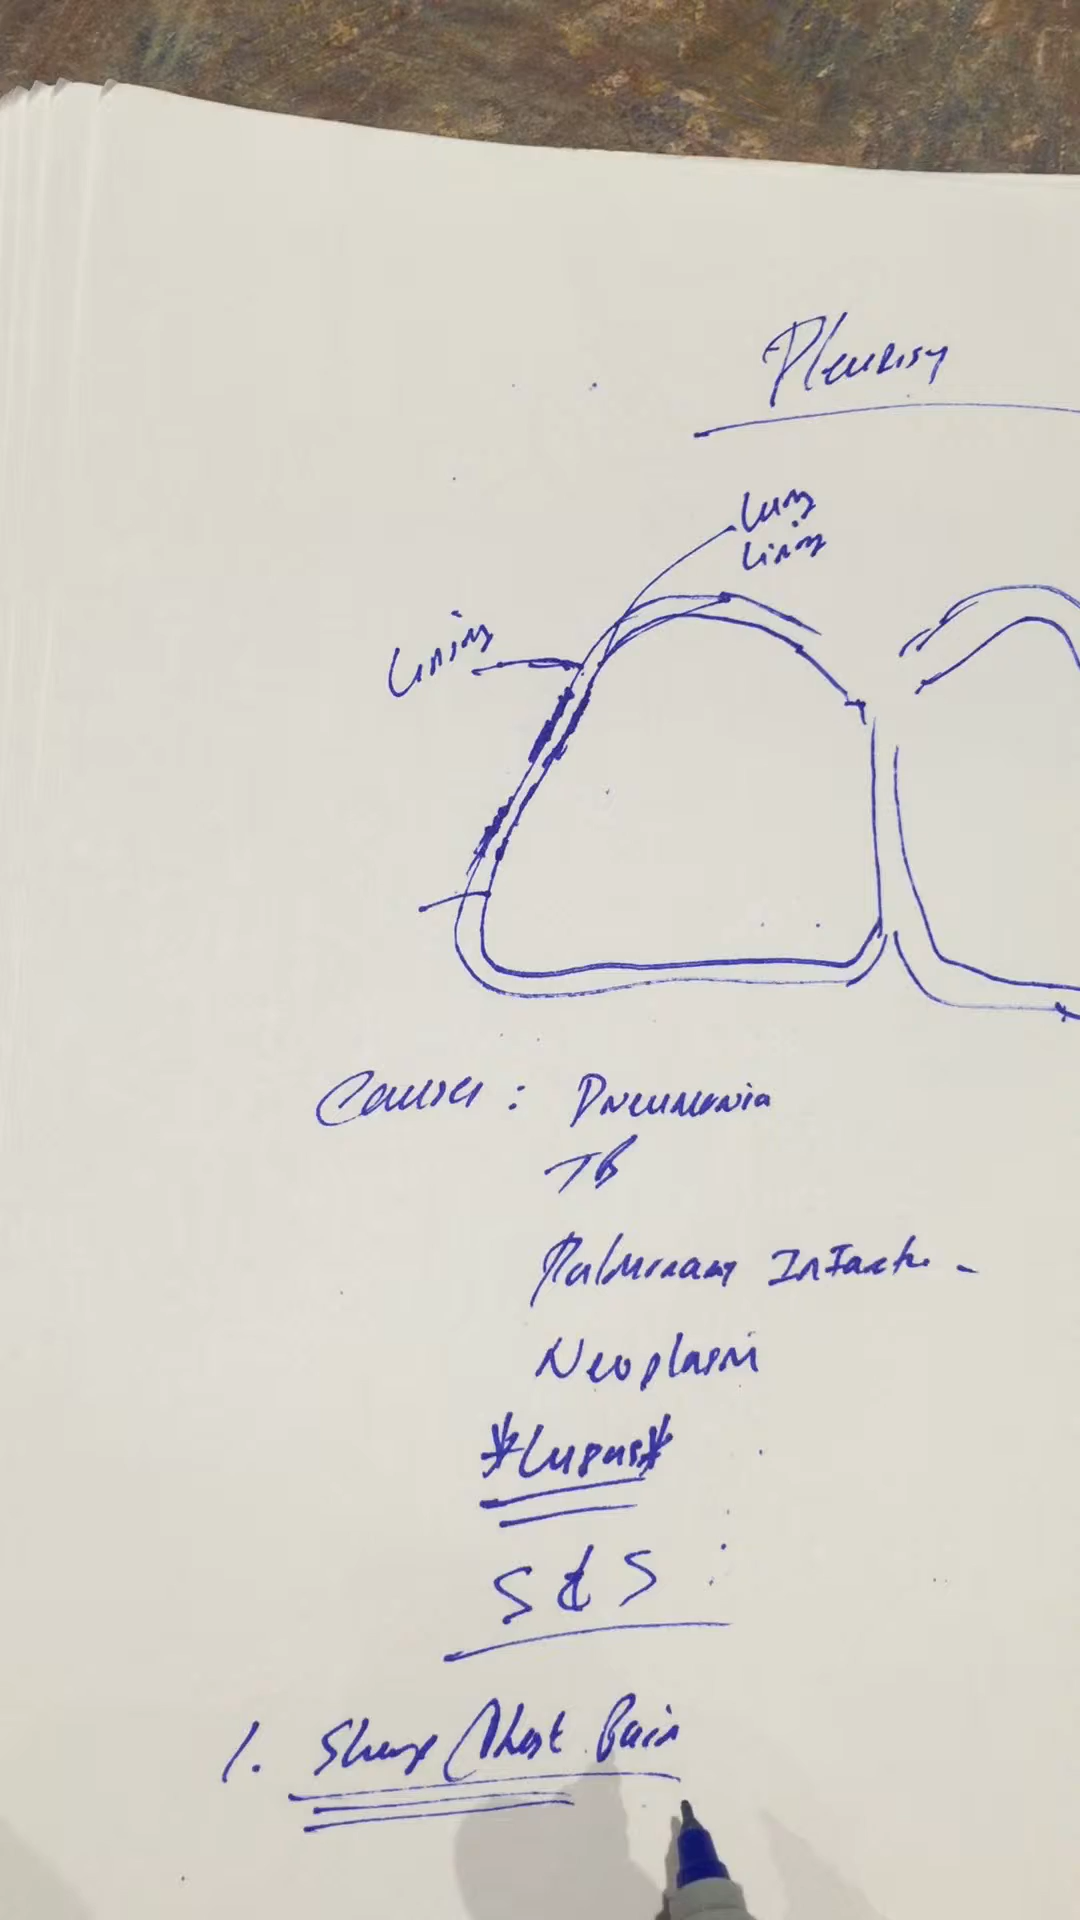 Pleurisy
Lung
Lining
Lining
Causes : Pneumonia
TB
Pulmonary Infarct.
Neoplasm
*Lupus*
S & S
1. Sharp Chest Pain